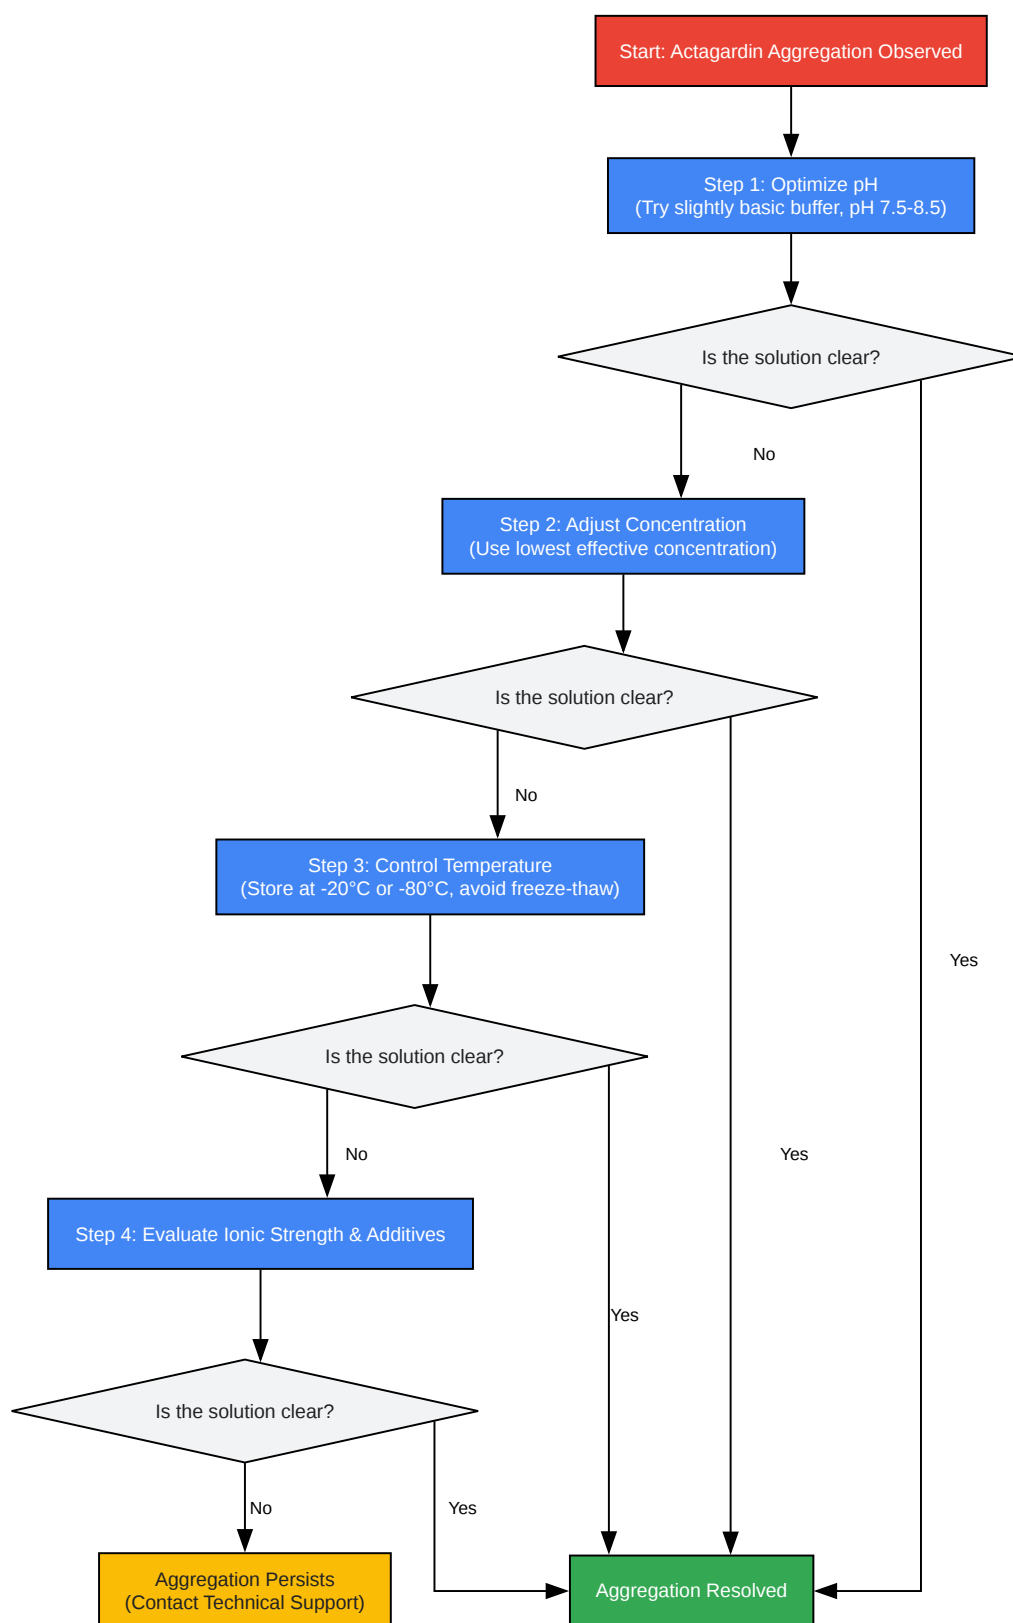 Start: Actagardin Aggregation Observed
Step 1: Optimize pH
(Try slightly basic buffer, pH 7.5-8.5)
Is the solution clear?
No
Step 2: Adjust Concentration
(Use lowest effective concentration)
Is the solution clear?
No
Step 3: Control Temperature
(Store at -20°C or -80°C, avoid freeze-thaw)
Yes
Is the solution clear?
No
Yes
Step 4: Evaluate Ionic Strength & Additives
Yes
Is the solution clear?
No
Yes
Aggregation Persists
(Contact Technical Support)
Aggregation Resolved